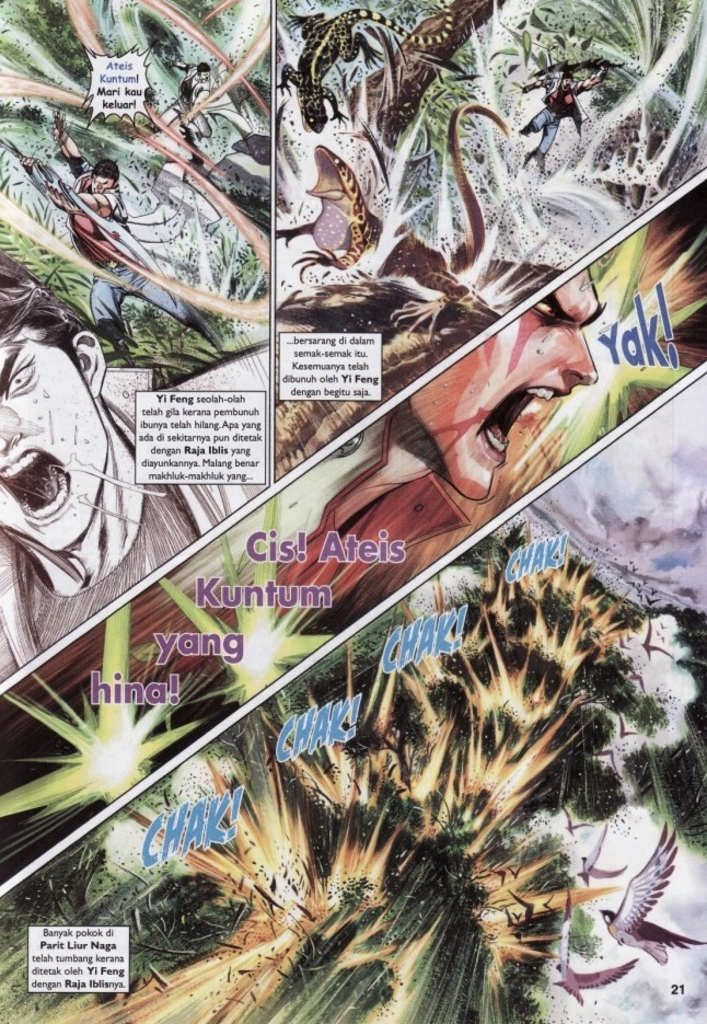 Ateis
Kuntum!
Mari kau
keluar!
Yi Feng seolah-olah
telah gila kerana pembunuh
ibunya telah hilang. Apa yang
ada di sekitarnya pun ditetak
dengan Raja Iblis yang
diayunkannya. Malang benar
makhluk-makhluk yang...
...bersarang di dalam
semak-semak itu.
Kesemuanya telah
dibunuh oleh Yi Feng
dengan begitu saja.
Yak!
Cis! Ateis
Kuntum
yang
hina!
CHAK!
CHAK!
CHAK!
CHAK!
Banyak pokok di
Parit Liur Naga
telah tumbang kerana
ditetak oleh Yi Feng
dengan Raja Iblisnya.
21